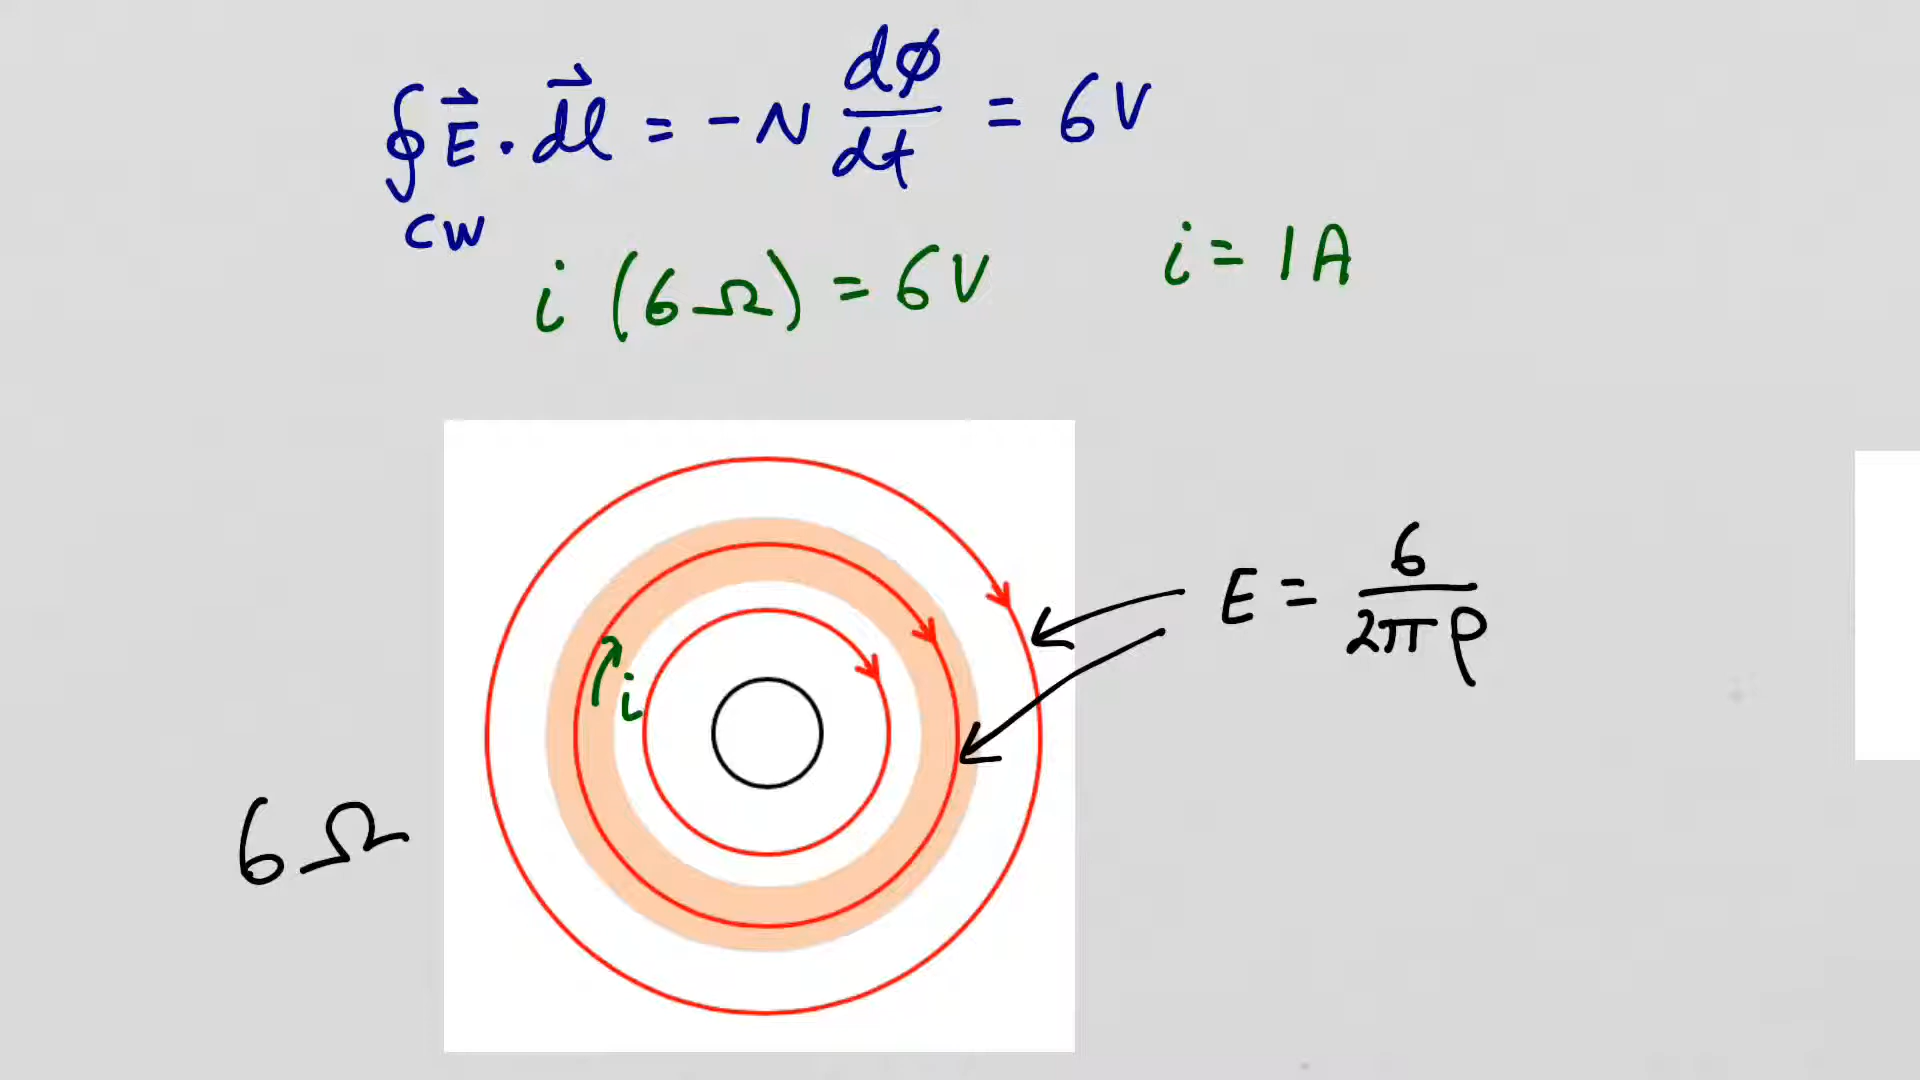 ∮E⃗ · dl⃗ = -N dϕ/dt = 6V
CW
i (6Ω) = 6V
i = 1A
E = 6/2πρ
i
6Ω